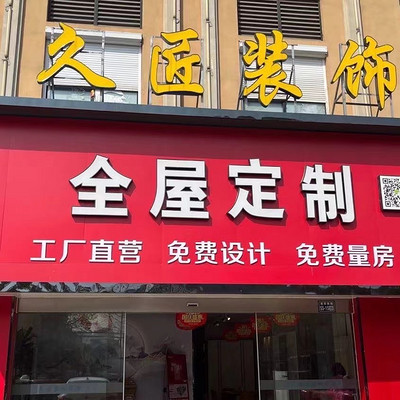 久匠装饰
全屋定制
工厂直营 免费设计 免费量房